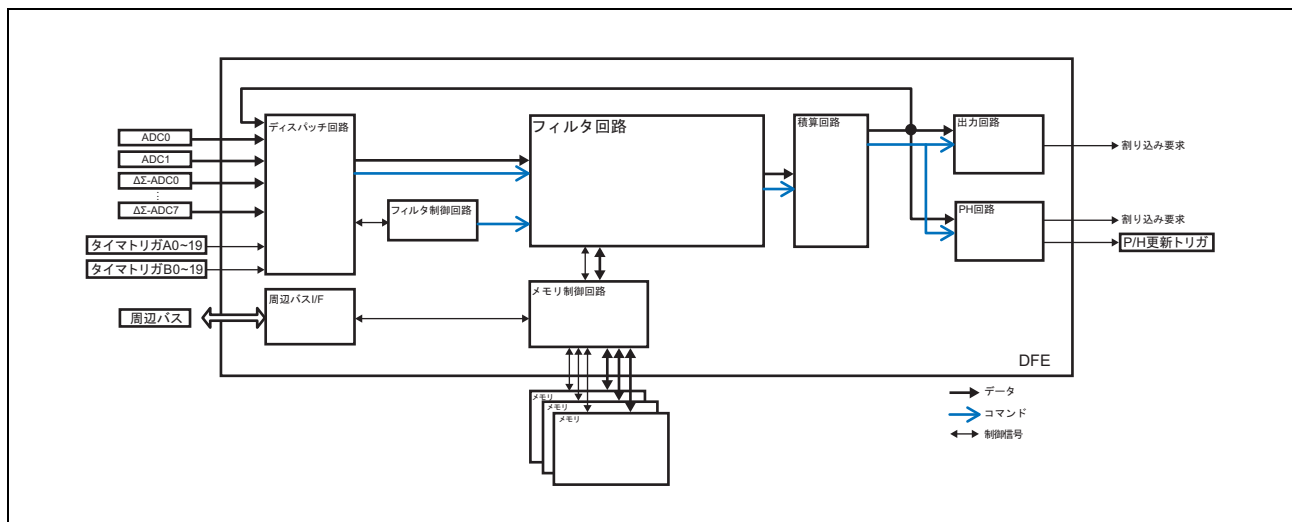 ADC0
ADC1
ΔΣ-ADC0
⋮
ΔΣ-ADC7
タイマトリガA0~19
タイマトリガB0~19
周辺バス
ディスパッチ回路
フィルタ制御回路
周辺バスI/F
フィルタ回路
メモリ制御回路
積算回路
出力回路
PH回路
割り込み要求
割り込み要求
P/H更新トリガ
DFE
メモリ
メモリ
メモリ
データ
コマンド
制御信号